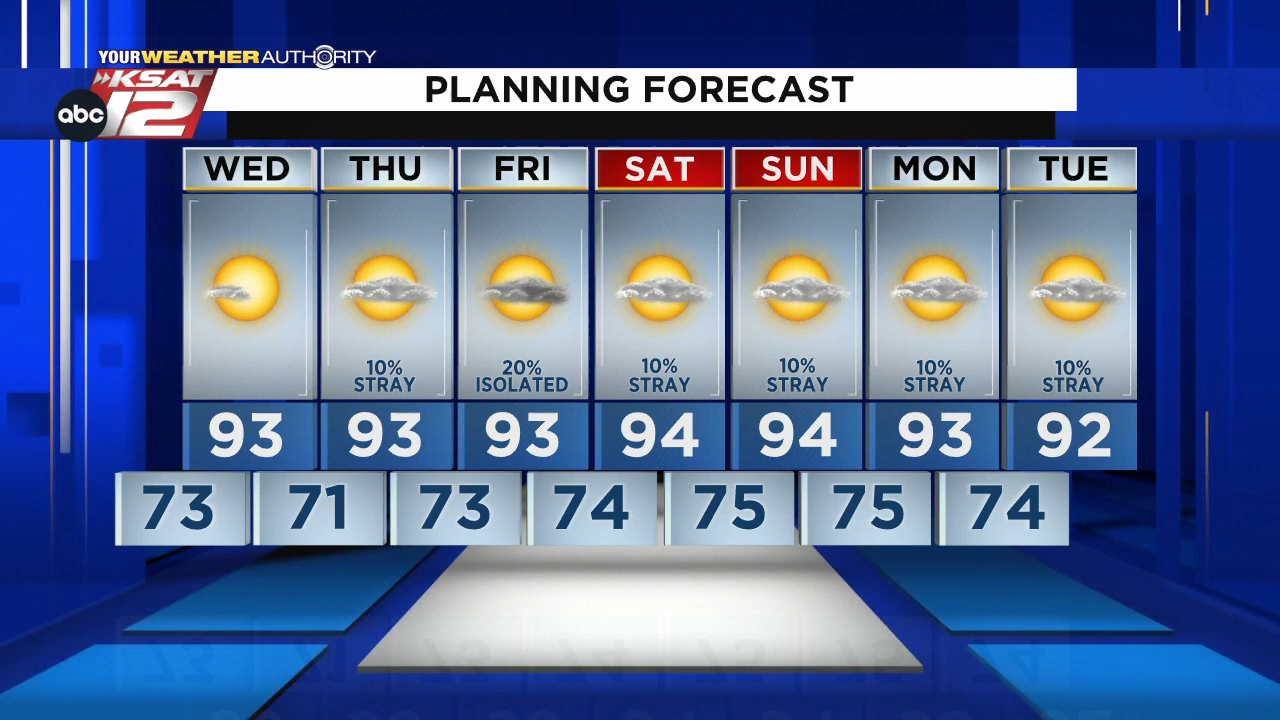 YOURWEATHERAUTHORITY
KSAT
abc 12
PLANNING FORECAST
WED THU FRI SAT SUN MON TUE
10% 20% 10% 10% 10% 10%
STRAY ISOLATED STRAY STRAY STRAY STRAY
93 93 93 94 94 93 92
73 71 73 74 75 75 74